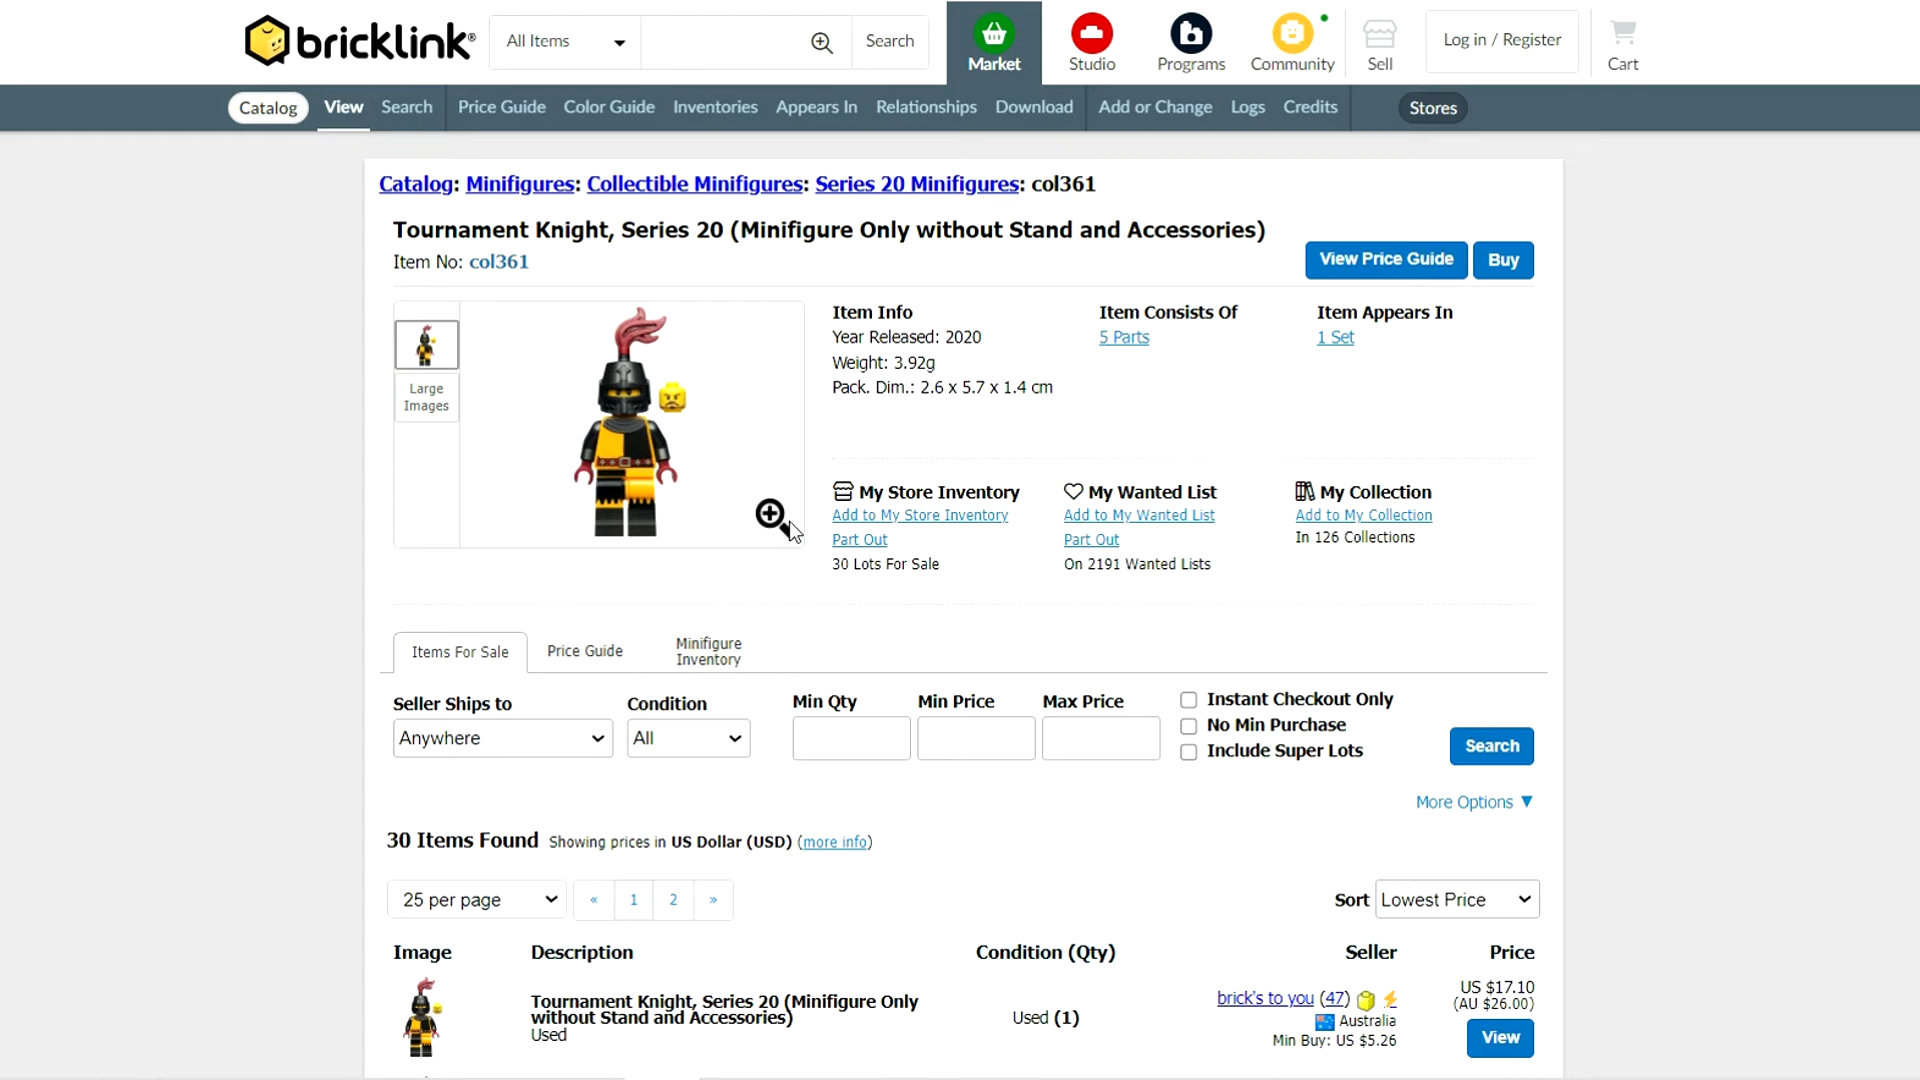 bricklink®
All Items
Search
Market
Studio
Programs
Community
Sell
Log in / Register
Cart
Catalog View Search Price Guide Color Guide Inventories Appears In Relationships Download Add or Change Logs Credits Stores
Catalog: Minifigures: Collectible Minifigures: Series 20 Minifigures: col361
Tournament Knight, Series 20 (Minifigure Only without Stand and Accessories)
Item No: col361
View Price Guide
Buy
Large
Images
Item Info
Year Released: 2020
Weight: 3.92g
Pack. Dim.: 2.6 x 5.7 x 1.4 cm
Item Consists Of
5 Parts
Item Appears In
1 Set
My Store Inventory
Add to My Store Inventory
Part Out
30 Lots For Sale
My Wanted List
Add to My Wanted List
Part Out
On 2191 Wanted Lists
My Collection
Add to My Collection
In 126 Collections
Items For Sale
Price Guide
Minifigure
Inventory
Seller Ships to
Anywhere
Condition
All
Min Qty
Min Price
Max Price
Instant Checkout Only
No Min Purchase
Include Super Lots
Search
More Options ▼
30 Items Found Showing prices in US Dollar (USD) (more info)
25 per page
« 1 2 »
Sort Lowest Price
Image Description Condition (Qty) Seller Price
Tournament Knight, Series 20 (Minifigure Only
without Stand and Accessories)
Used
Used (1)
brick's to you (47)
Australia
Min Buy: US $5.26
US $17.10
(AU $26.00)
View